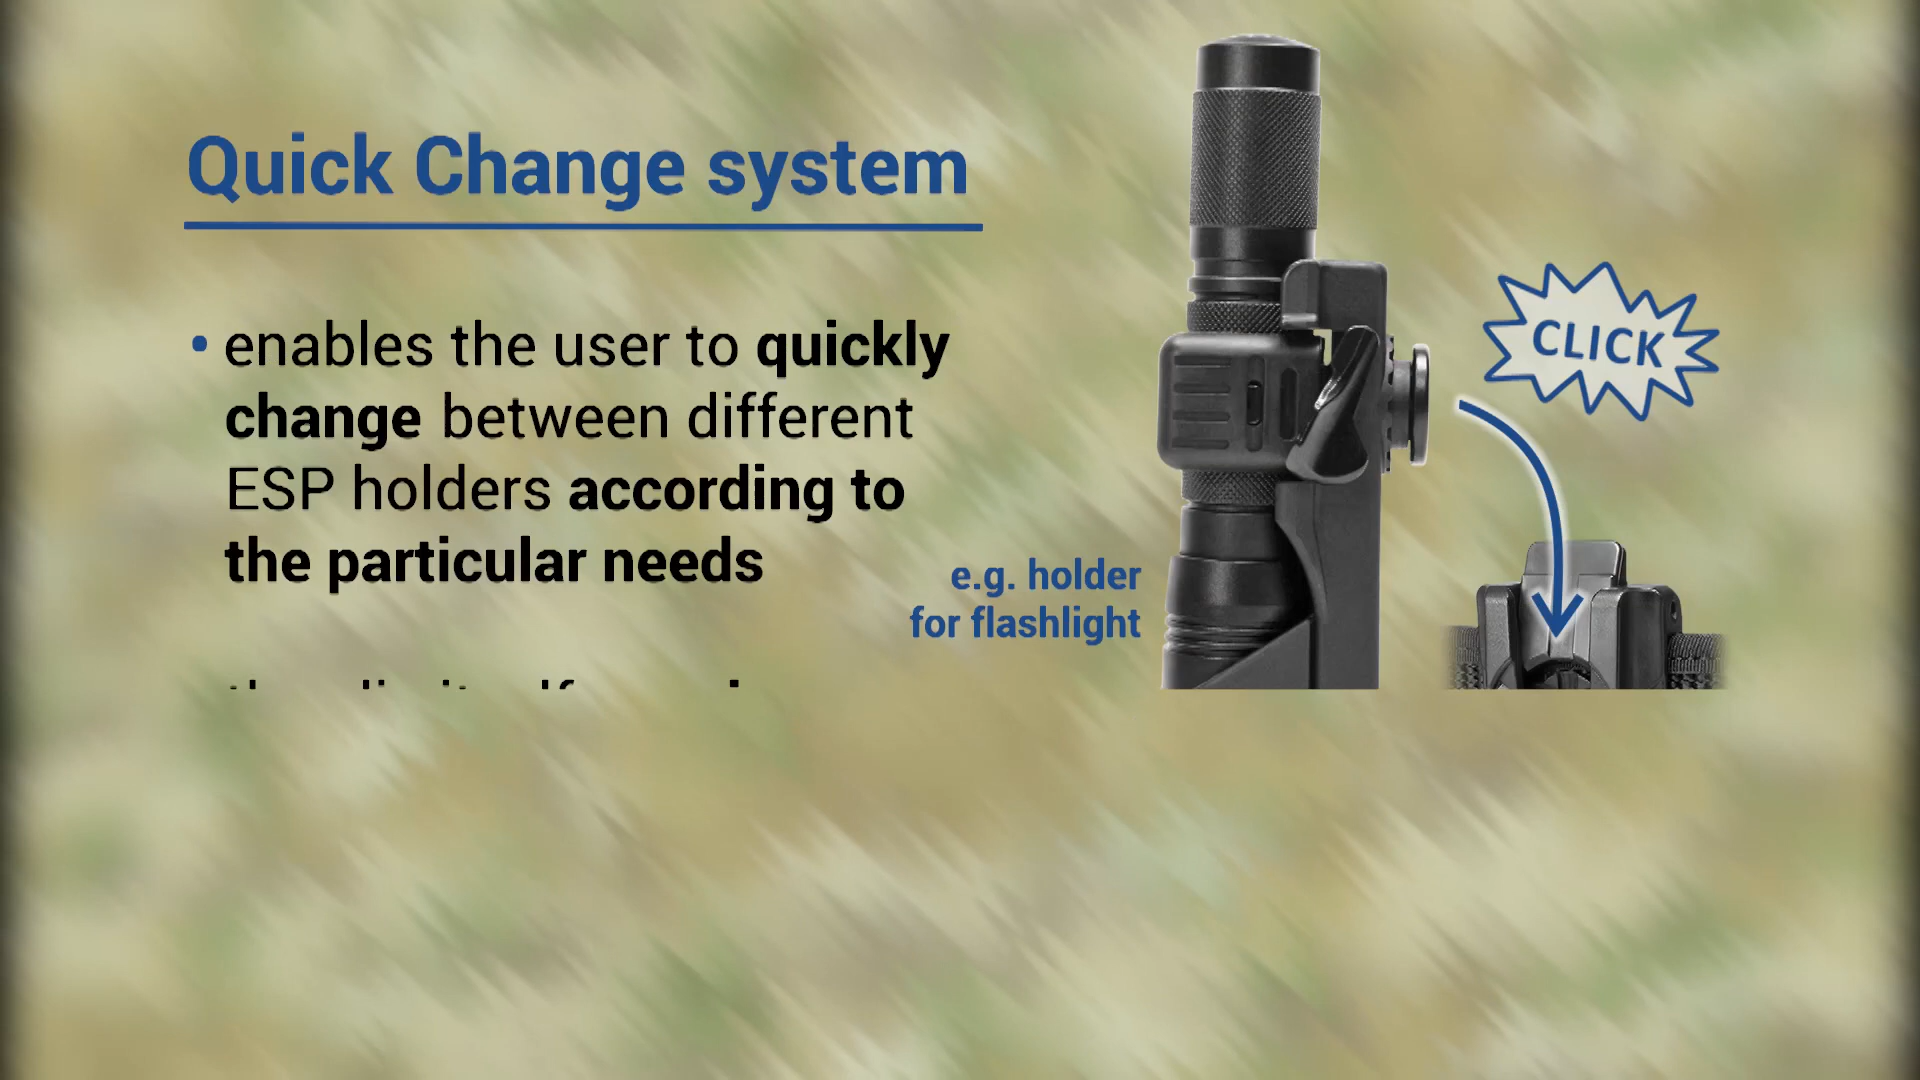 Quick Change system
• enables the user to quickly
change between different
ESP holders according to
the particular needs
e.g. holder
for flashlight
CLICK